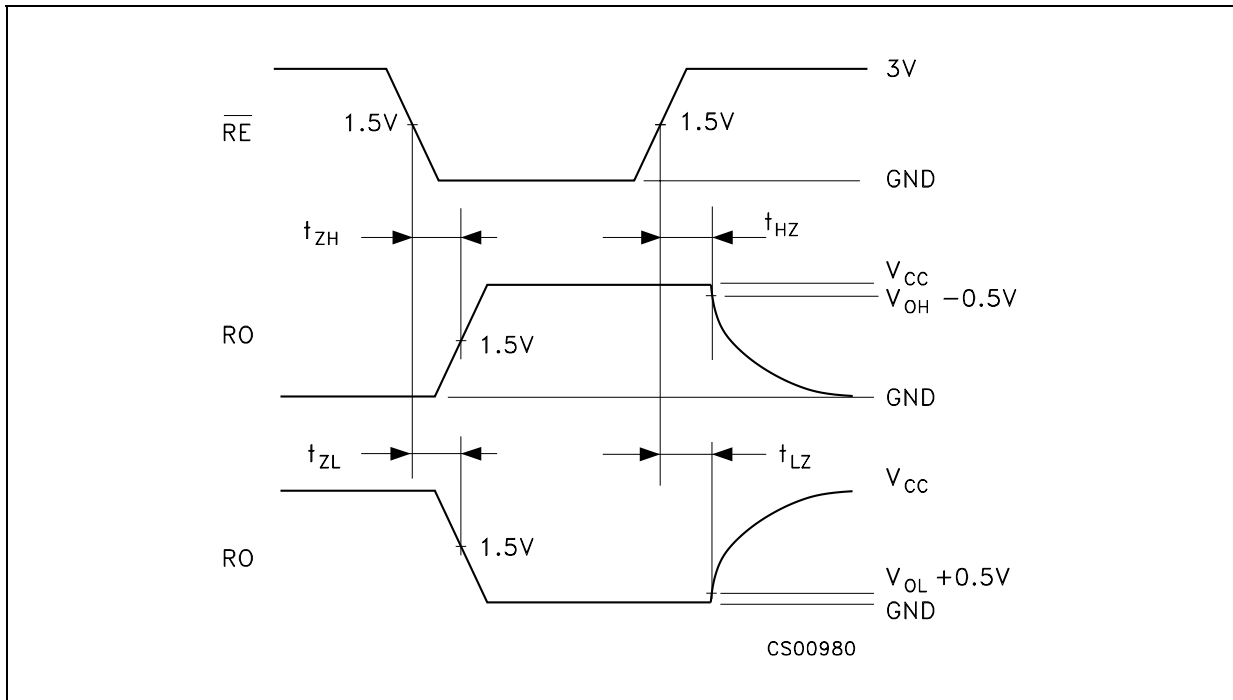 3V
1.5V
1.5V
R̅E̅
GND
tZH
tHZ
VCC
VOH −0.5V
RO
1.5V
GND
tZL
tLZ
VCC
1.5V
RO
VOL +0.5V
GND
CS00980